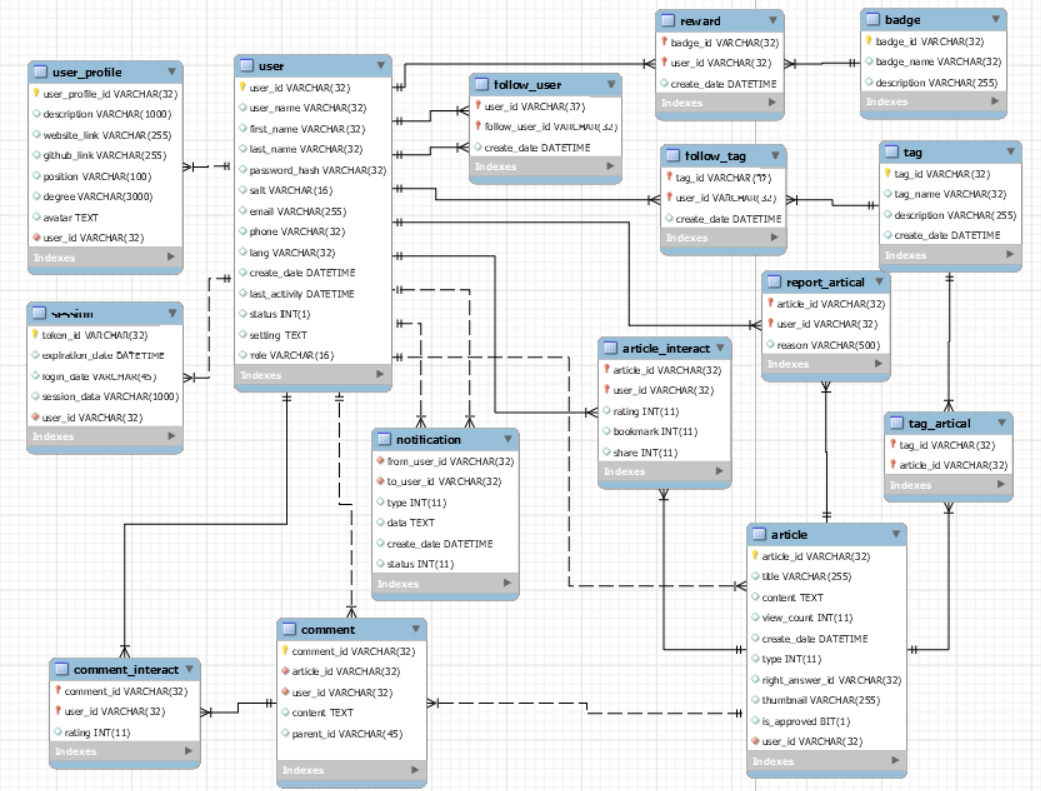 user_profile
user_profile_id VARCHAR(32)
description VARCHAR(1000)
website_link VARCHAR(255)
github_link VARCHAR(255)
position VARCHAR(100)
degree VARCHAR(3000)
avatar TEXT
user_id VARCHAR(32)
Indexes
session
token_id VARCHAR(32)
expiration_date DATETIME
login_date VARCHAR(45)
session_data VARCHAR(1000)
user_id VARCHAR(32)
Indexes
user
user_id VARCHAR(32)
user_name VARCHAR(32)
first_name VARCHAR(32)
last_name VARCHAR(32)
password_hash VARCHAR(32)
salt VARCHAR(16)
email VARCHAR(255)
phone VARCHAR(32)
lang VARCHAR(32)
create_date DATETIME
last_activity DATETIME
status INT(1)
setting TEXT
role VARCHAR(16)
Indexes
follow_user
user_id VARCHAR(32)
follow_user_id VARCHAR(32)
create_date DATETIME
Indexes
reward
badge_id VARCHAR(32)
user_id VARCHAR(32)
create_date DATETIME
Indexes
badge
badge_id VARCHAR(32)
badge_name VARCHAR(32)
description VARCHAR(255)
Indexes
follow_tag
tag_id
user_id VARCHAR(32)
create_date DATETIME
Indexes
tag
tag_id VARCHAR(32)
tag_name VARCHAR(32)
description VARCHAR(255)
create_date DATETIME
Indexes
report_artical
article_id VARCHAR(32)
user_id VARCHAR(32)
reason VARCHAR(500)
Indexes
article_interact
article_id VARCHAR(32)
user_id VARCHAR(32)
rating INT(11)
bookmark INT(11)
share INT(11)
Indexes
tag_artical
tag_id VARCHAR(32)
article_id VARCHAR(32)
Indexes
notification
from_user_id VARCHAR(32)
to_user_id VARCHAR(32)
type INT(11)
data TEXT
create_date DATETIME
status INT(11)
Indexes
article
article_id VARCHAR(32)
title VARCHAR(255)
content TEXT
view_count INT(11)
create_date DATETIME
type INT(11)
right_answer_id VARCHAR(32)
thumbnail VARCHAR(255)
is_approved BIT(1)
user_id VARCHAR(32)
Indexes
comment
comment_id VARCHAR(32)
article_id VARCHAR(32)
user_id VARCHAR(32)
content TEXT
parent_id VARCHAR(45)
Indexes
comment_interact
comment_id VARCHAR(32)
user_id VARCHAR(32)
rating INT(11)
Indexes